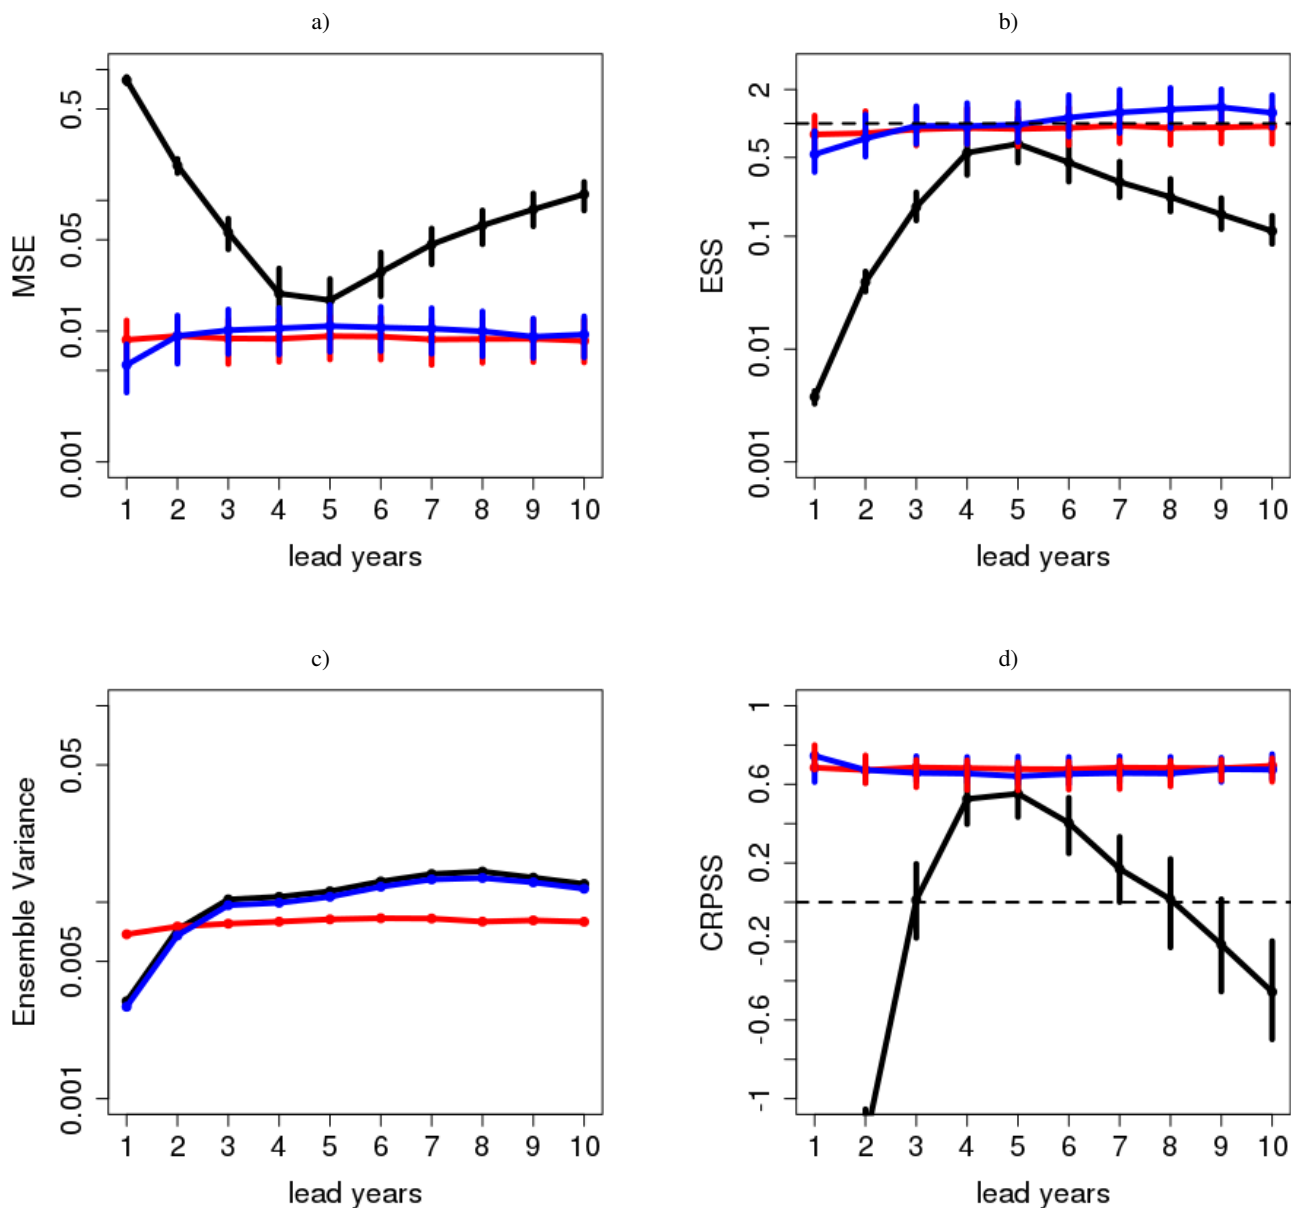 a)
MSE
0.5
0.05
0.01
0.001
1 2 3 4 5 6 7 8 9 10
lead years
b)
ESS
2
0.5
0.1
0.01
0.001
1 2 3 4 5 6 7 8 9 10
lead years
c)
Ensemble Variance
0.05
0.005
0.001
1 2 3 4 5 6 7 8 9 10
lead years
d)
CRPSS
1
0.6
0.2
-0.2
-0.6
-1
1 2 3 4 5 6 7 8 9 10
lead years